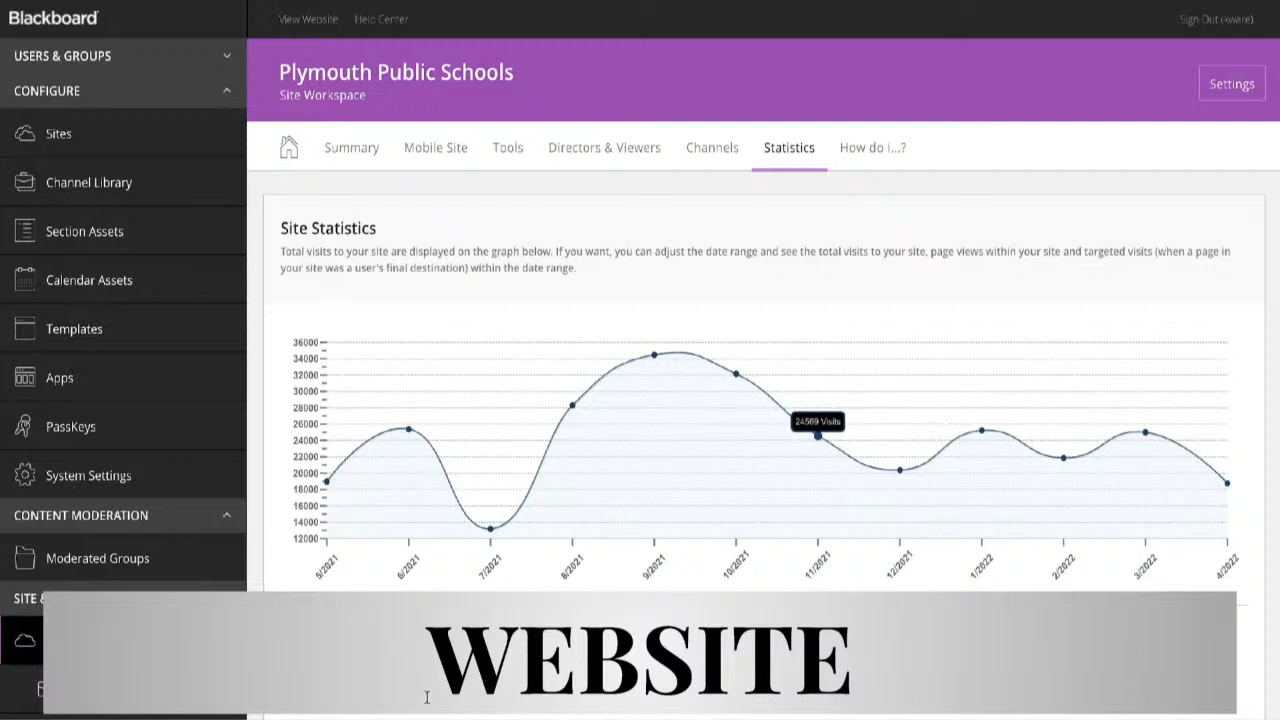 Blackboard
View Website Help Center Sign Out (kware)
USERS & GROUPS
CONFIGURE
Sites
Channel Library
Section Assets
Calendar Assets
Templates
Apps
PassKeys
System Settings
CONTENT MODERATION
Moderated Groups
SITE &
Plymouth Public Schools
Site Workspace
Settings
Summary Mobile Site Tools Directors & Viewers Channels Statistics How do I...?
Site Statistics
Total visits to your site are displayed on the graph below. If you want, you can adjust the date range and see the total visits to your site, page views within your site and targeted visits (when a page in
your site was a user's final destination) within the date range.
36000
34000
32000
30000
28000
26000
24000
22000
20000
18000
16000
14000
12000
24569 Visits
5/2021 6/2021 7/2021 8/2021 9/2021 10/2021 11/2021 12/2021 1/2022 2/2022 3/2022 4/2022
WEBSITE